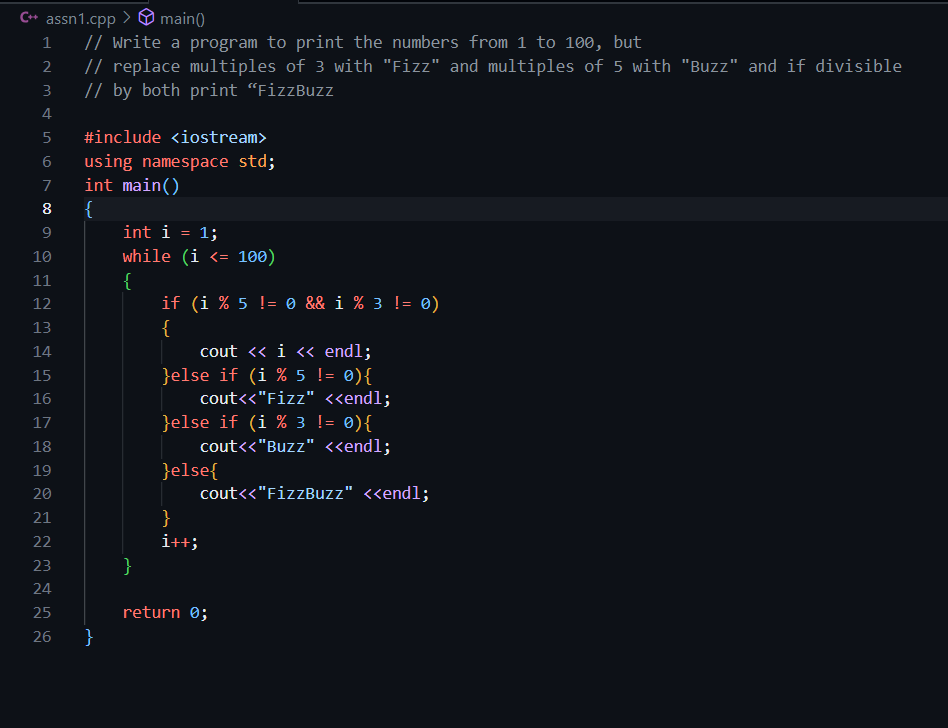 C++ assn1.cpp > main()
1 // Write a program to print the numbers from 1 to 100, but
2 // replace multiples of 3 with "Fizz" and multiples of 5 with "Buzz" and if divisible
3 // by both print “FizzBuzz
4
5 #include <iostream>
6 using namespace std;
7 int main()
8 {
9     int i = 1;
10     while (i <= 100)
11     {
12         if (i % 5 != 0 && i % 3 != 0)
13         {
14             cout << i << endl;
15         }else if (i % 5 != 0){
16             cout<<"Fizz" <<endl;
17         }else if (i % 3 != 0){
18             cout<<"Buzz" <<endl;
19         }else{
20             cout<<"FizzBuzz" <<endl;
21         }
22         i++;
23     }
24
25     return 0;
26 }